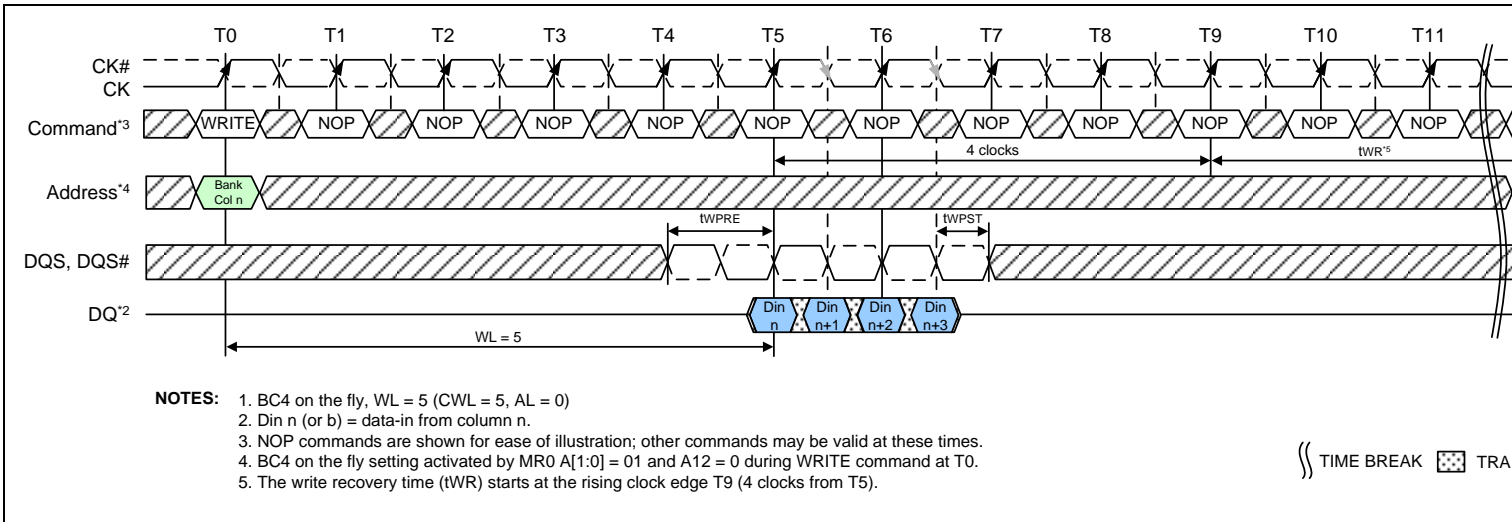 T0 T1 T2 T3 T4 T5 T6 T7 T8 T9 T10 T11
CK#
CK
Command*3 WRITE NOP NOP NOP NOP NOP NOP NOP NOP NOP NOP NOP
4 clocks tWR*5
Address*4 Bank
Col n
tWPRE tWPST
DQS, DQS#
DQ*2 Din n Din n+1 Din n+2 Din n+3
WL = 5
NOTES: 1. BC4 on the fly, WL = 5 (CWL = 5, AL = 0)
2. Din n (or b) = data-in from column n.
3. NOP commands are shown for ease of illustration; other commands may be valid at these times.
4. BC4 on the fly setting activated by MR0 A[1:0] = 01 and A12 = 0 during WRITE command at T0.
5. The write recovery time (tWR) starts at the rising clock edge T9 (4 clocks from T5).
TIME BREAK TRA